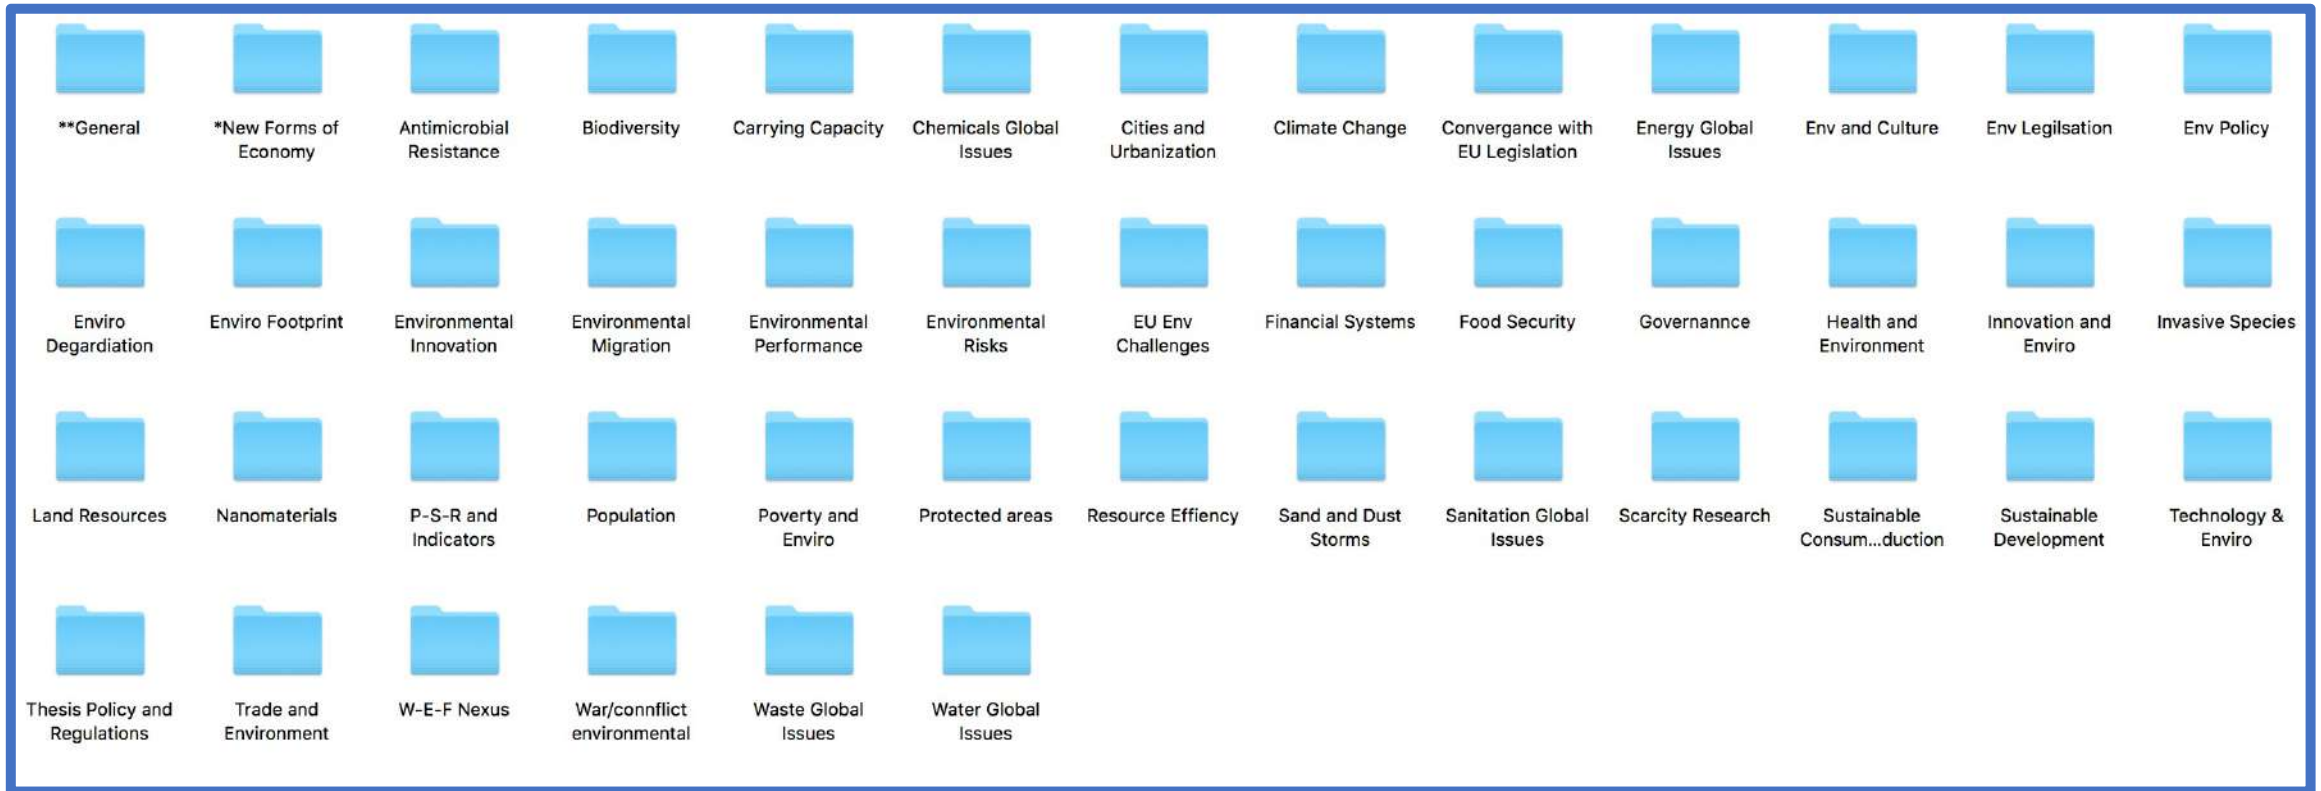 **General
*New Forms of
Economy
Antimicrobial
Resistance
Biodiversity
Carrying Capacity
Chemicals Global
Issues
Cities and
Urbanization
Climate Change
Convergance with
EU Legislation
Energy Global
Issues
Env and Culture
Env Legilsation
Env Policy
Enviro
Degardiation
Enviro Footprint
Environmental
Innovation
Environmental
Migration
Environmental
Performance
Environmental
Risks
EU Env
Challenges
Financial Systems
Food Security
Governannce
Health and
Environment
Innovation and
Enviro
Invasive Species
Land Resources
Nanomaterials
P-S-R and
Indicators
Population
Poverty and
Enviro
Protected areas
Resource Effiency
Sand and Dust
Storms
Sanitation Global
Issues
Scarcity Research
Sustainable
Consum...duction
Sustainable
Development
Technology &
Enviro
Thesis Policy and
Regulations
Trade and
Environment
W-E-F Nexus
War/connflict
environmental
Waste Global
Issues
Water Global
Issues